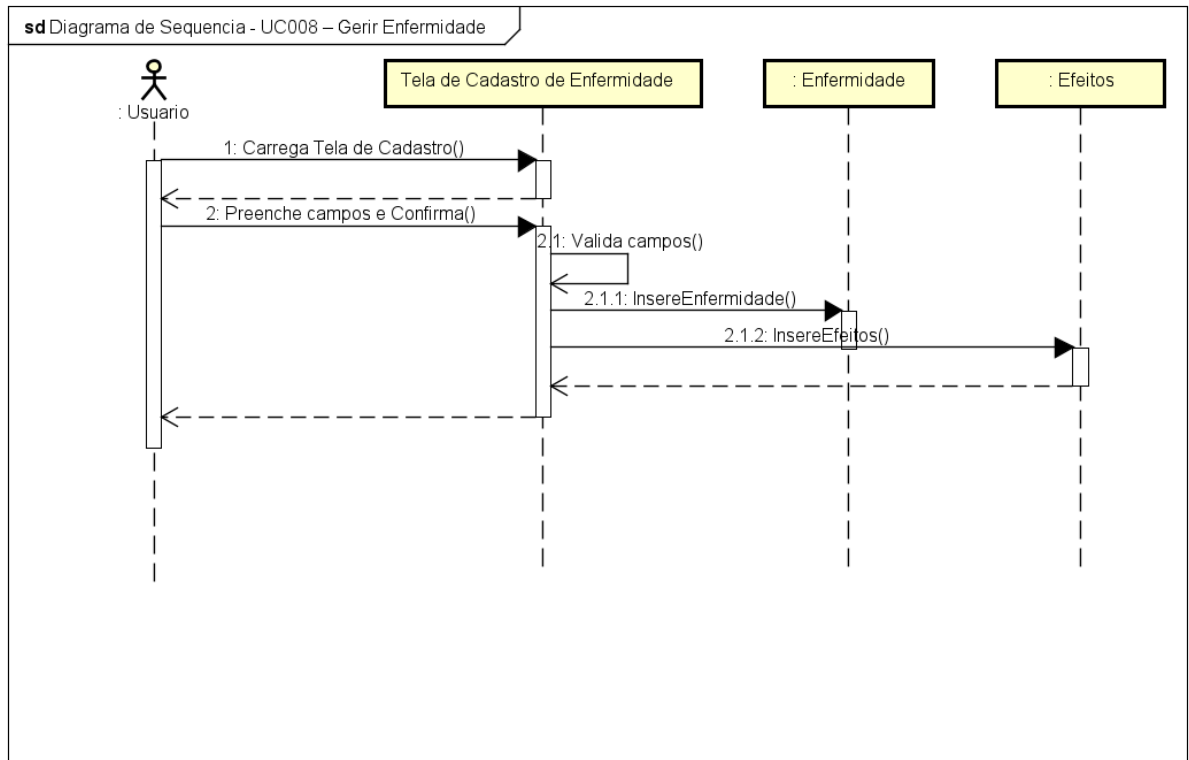 sd Diagrama de Sequencia - UC008 – Gerir Enfermidade
: Usuario
Tela de Cadastro de Enfermidade
: Enfermidade
: Efeitos
1: Carrega Tela de Cadastro()
2: Preenche campos e Confirma()
2.1: Valida campos()
2.1.1: InsereEnfermidade()
2.1.2: InsereEfeitos()